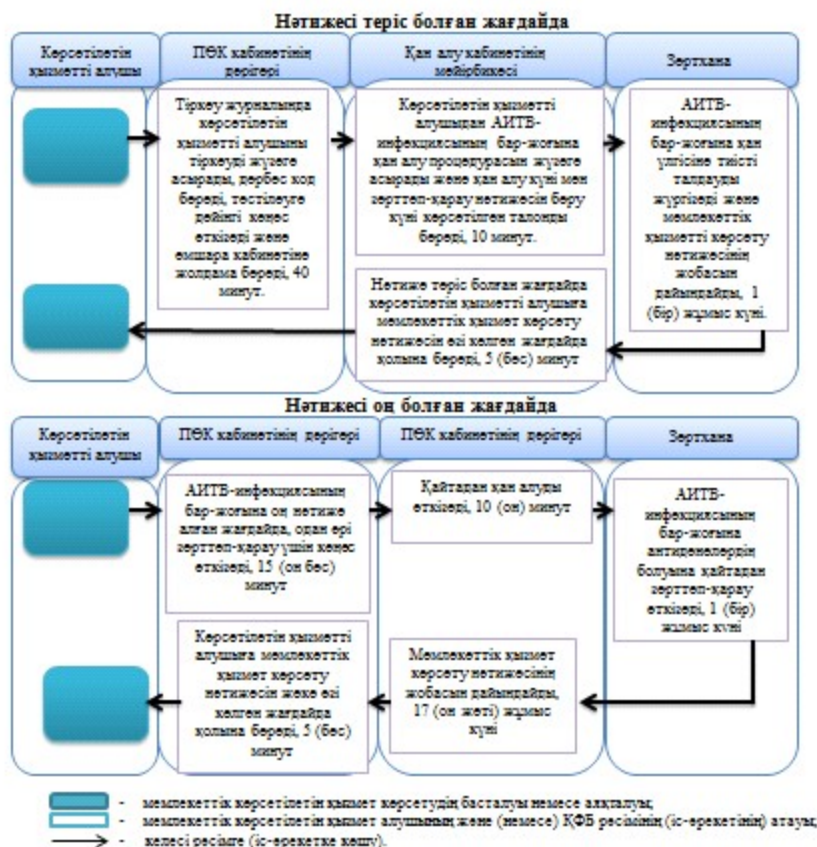 Нәтижесі теріс болған жағдайда
Көрсетілетін
қызметті алушы
ПӨК кабинетінің
дәрігері
Қан алу кабинетінің
мейірбикесі
Зертхана
Тіркеу журналында
көрсетілетін
қызметті алушыны
тіркеуді жүзеге
асырады, дербес код
береді, тестілеуге
дейінгі кеңес
өткізеді және
емшара кабинетіне
жолдама береді, 40
минут.
Көрсетілетін қызметті
алушыдан АИТВ-
инфекциясының бар-жоғына
қан алу процедурасын жүзеге
асырады және қан алу күні мен
зерттеп-қарау нәтижесін беру
күні көрсетілген талонды
береді, 10 минут.
АИТВ-
инфекциясының
бар-жоғына қан
үлгісіне тиісті
талдауды
жүргізеді және
мемлекеттік
қызметті көрсету
нәтижесінің
жобасын
дайындайды, 1
(бір) жұмыс күні.
Нәтиже теріс болған жағдайда
көрсетілетін қызметті алушыға
мемлекеттік қызмет көрсету
нәтижесін өзі келген жағдайда
қолына береді, 5 (бес) минут
Нәтижесі оң болған жағдайда
Көрсетілетін
қызметті алушы
ПӨК кабинетінің дәрігері
ПӨК кабинетінің дәрігері
Зертхана
АИТВ-инфекциясының
бар-жоғына оң нәтиже
алған жағдайда, одан әрі
зерттеп-қарау үшін кеңес
өткізеді, 15 (он бес)
минут
Қайтадан қан алуды
өткізеді, 10 (он) минут
АИТВ-
инфекциясының
бар-жоғына
антиденелердің
болуына қайтадан
зерттеп-қарау
өткізеді, 1 (бір)
жұмыс күні
Көрсетілетін қызметті
алушыға мемлекеттік
қызмет көрсету
нәтижесін жеке өзі
келген жағдайда
қолына береді, 5 (бес)
минут
Мемлекеттік қызмет
көрсету нәтижесінің
жобасын дайындайды,
17 (он жеті) жұмыс
күні
- мемлекеттік көрсетілетін қызмет көрсетудің басталуы немесе аяқталуы;
- мемлекеттік көрсетілетін қызмет алушының және (немесе) ҚФБ рәсімінің (іс-әрекетінің) атауы;
- келесі рәсімге (іс-әрекетке көшу).